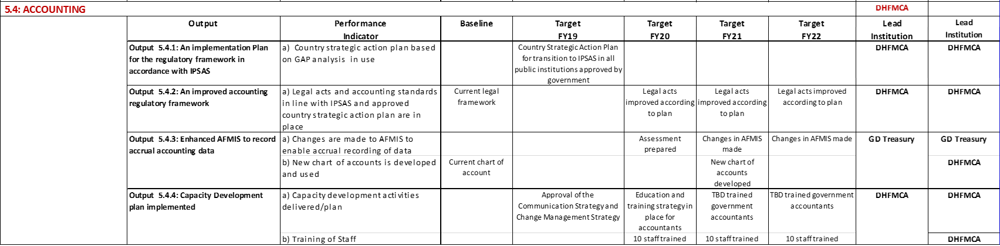 5.4: ACCOUNTING DHFMCA
Output Performance Indicator Baseline Target FY19 Target FY20 Target FY21 Target FY22 Lead Institution Lead Institution
Output 5.4.1: An implementation Plan
for the regulatory framework in
accordance with IPSAS
a) Country strategic action plan based
on GAP analysis in use
Country Strategic Action Plan
for transition to IPSAS in all
public institutions approved by
government
DHFMCA
DHFMCA
Output 5.4.2: An improved accounting
regulatory framework
a) Legal acts and accounting standards
in line with IPSAS and approved
country strategic action plan are in
place
Current legal
framework
Legal acts
improved according
to plan
Legal acts
improved according
to plan
Legal acts improved
according to plan
DHFMCA
DHFMCA
Output 5.4.3: Enhanced AFMIS to record
accrual accounting data
a) Changes are made to AFMIS to
enable accrual recording of data
Assessment
prepared
Changes in AFMIS
made
Changes in AFMIS made
GD Treasury
GD Treasury
b) New chart of accounts is developed
and used
Current chart of
account
New chart of
accounts
developed
DHFMCA
Output 5.4.4: Capacity Development
plan implemented
a) Capacity development activities
delivered/plan
Approval of the
Communication Strategy and
Change Management Strategy
Education and
training strategy in
place for
accountants
TBD trained
government
accountants
TBD trained government
accountants
DHFMCA
DHFMCA
b) Training of Staff
10 staff trained
10 staff trained
10 staff trained
DHFMCA